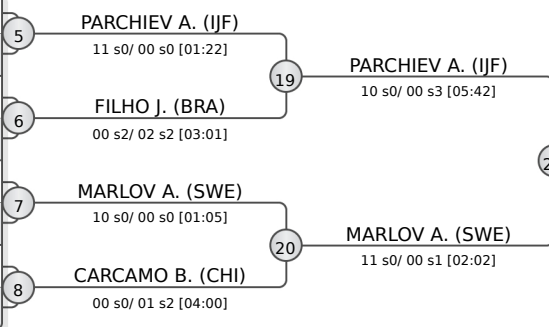 5
PARCHIEV A. (IJF)
11 s0/ 00 s0 [01:22]
19
PARCHIEV A. (IJF)
10 s0/ 00 s3 [05:42]
6
FILHO J. (BRA)
00 s2/ 02 s2 [03:01]
7
MARLOV A. (SWE)
10 s0/ 00 s0 [01:05]
20
MARLOV A. (SWE)
11 s0/ 00 s1 [02:02]
8
CARCAMO B. (CHI)
00 s0/ 01 s2 [04:00]